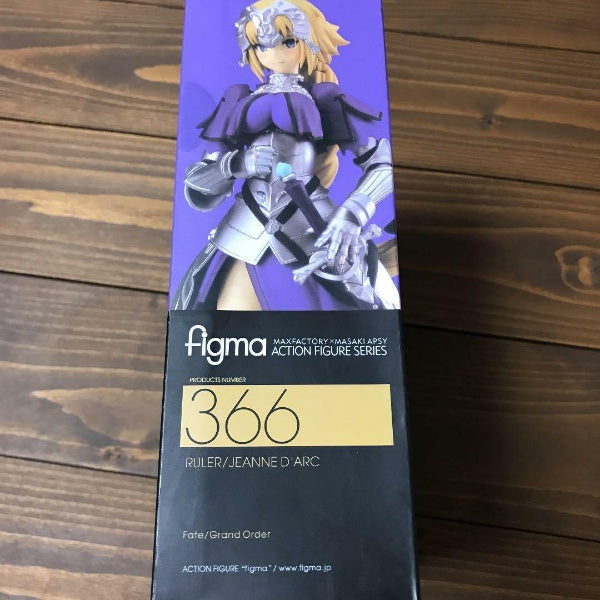 figma MAXFACTORY×MASAKI APSY
ACTION FIGURE SERIES
PRODUCTS NUMBER
366
RULER/JEANNE D'ARC
Fate/Grand Order
ACTION FIGURE "figma" / www.figma.jp